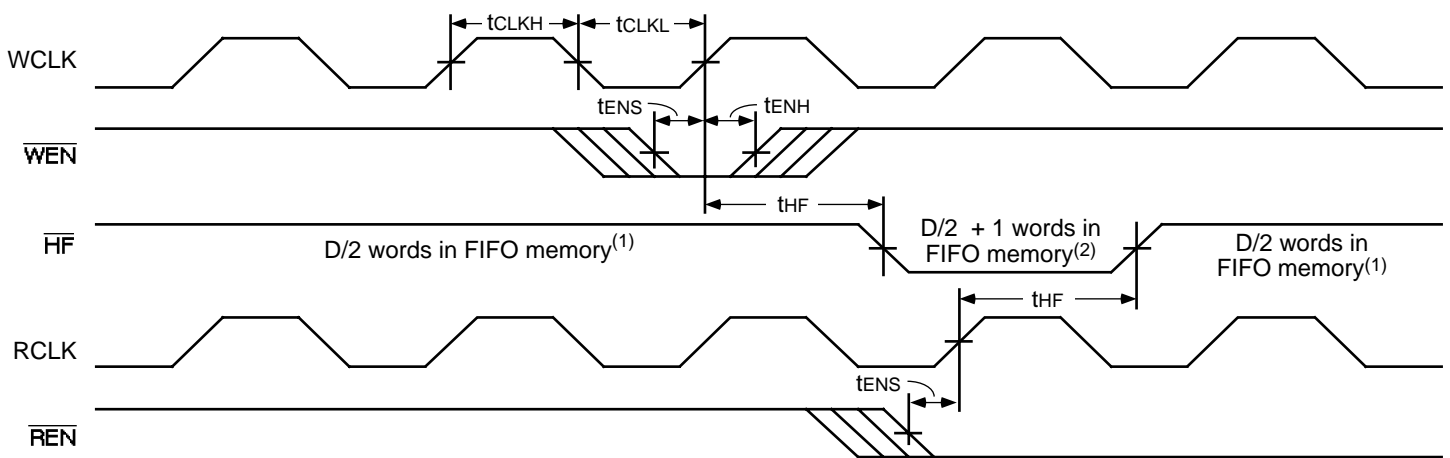 tCLKH
tCLKL
WCLK
tENS
tENH
WEN
tHF
HF
D/2 words in FIFO memory(1)
D/2 + 1 words in
FIFO memory(2)
D/2 words in
FIFO memory(1)
tHF
RCLK
tENS
REN